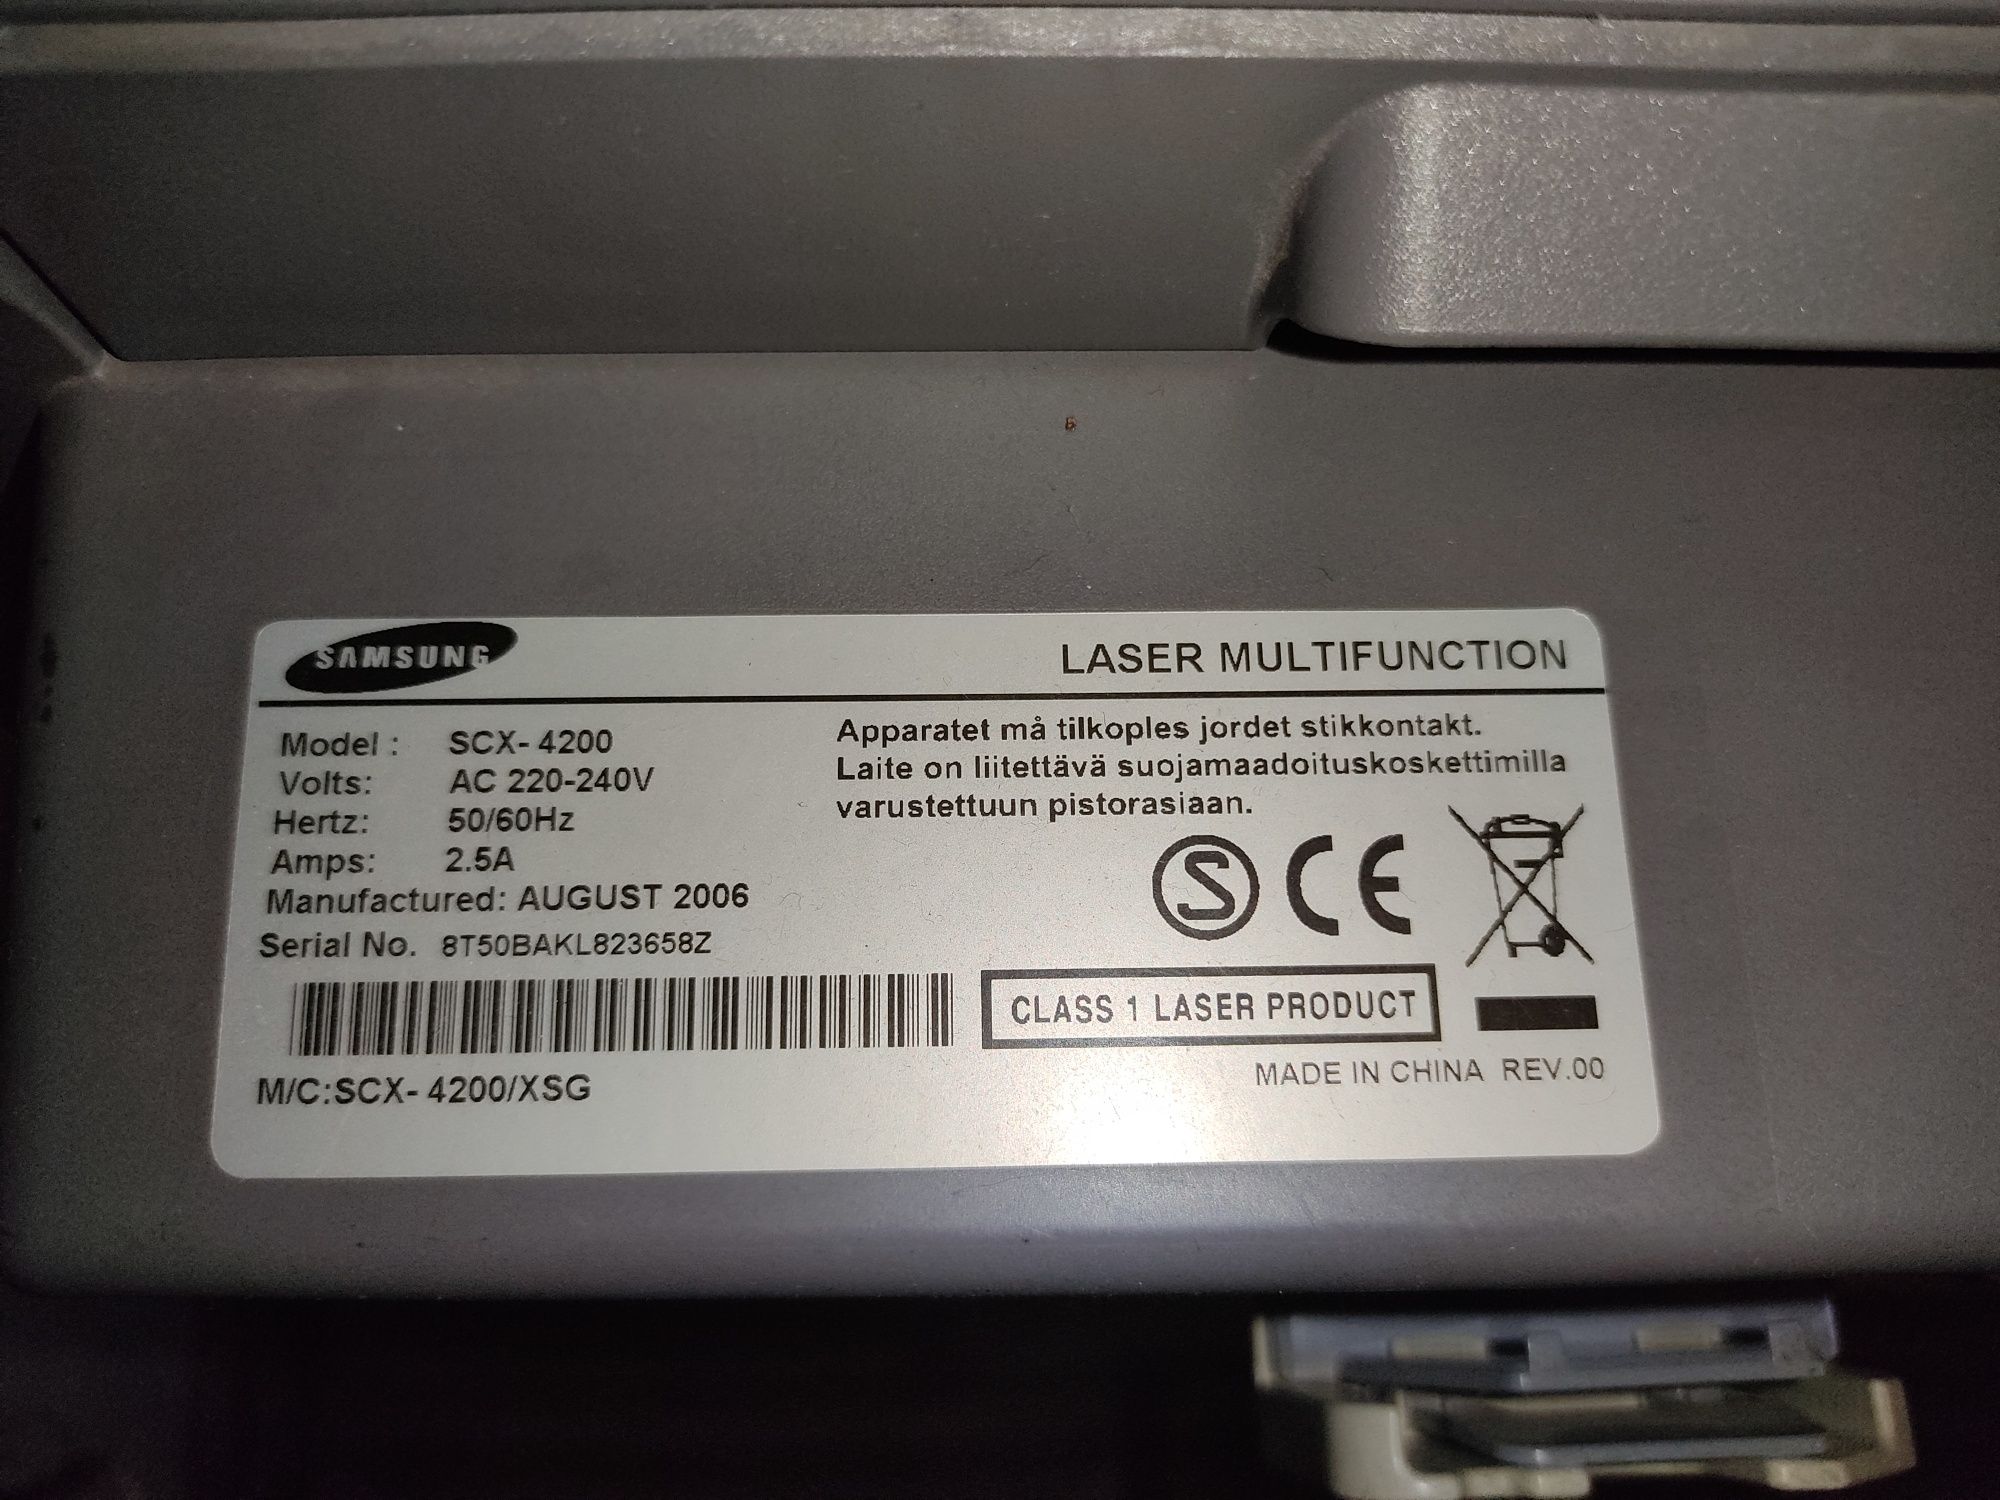 SAMSUNG
LASER MULTIFUNCTION
Model : SCX- 4200
Volts: AC 220-240V
Hertz: 50/60Hz
Amps: 2.5A
Manufactured: AUGUST 2006
Serial No. 8T50BAKL823658Z
M/C:SCX- 4200/XSG
Apparatet må tilkoples jordet stikkontakt.
Laite on liitettävä suojamaadoituskoskettimilla
varustettuun pistorasiaan.
S CE
CLASS 1 LASER PRODUCT
MADE IN CHINA REV.00